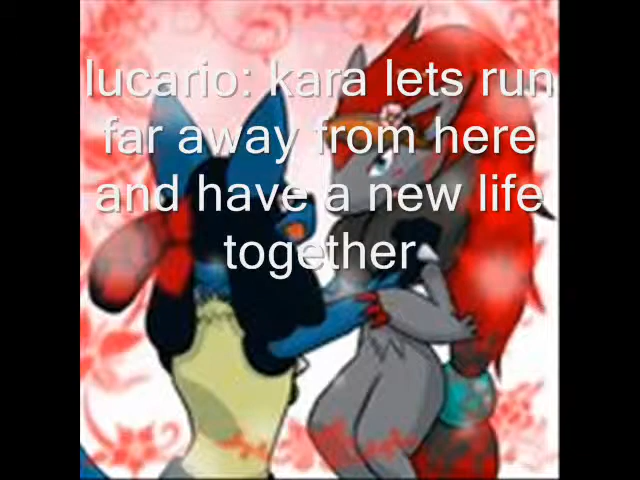 lucario: kara lets run
far away from here
and have a new life
together